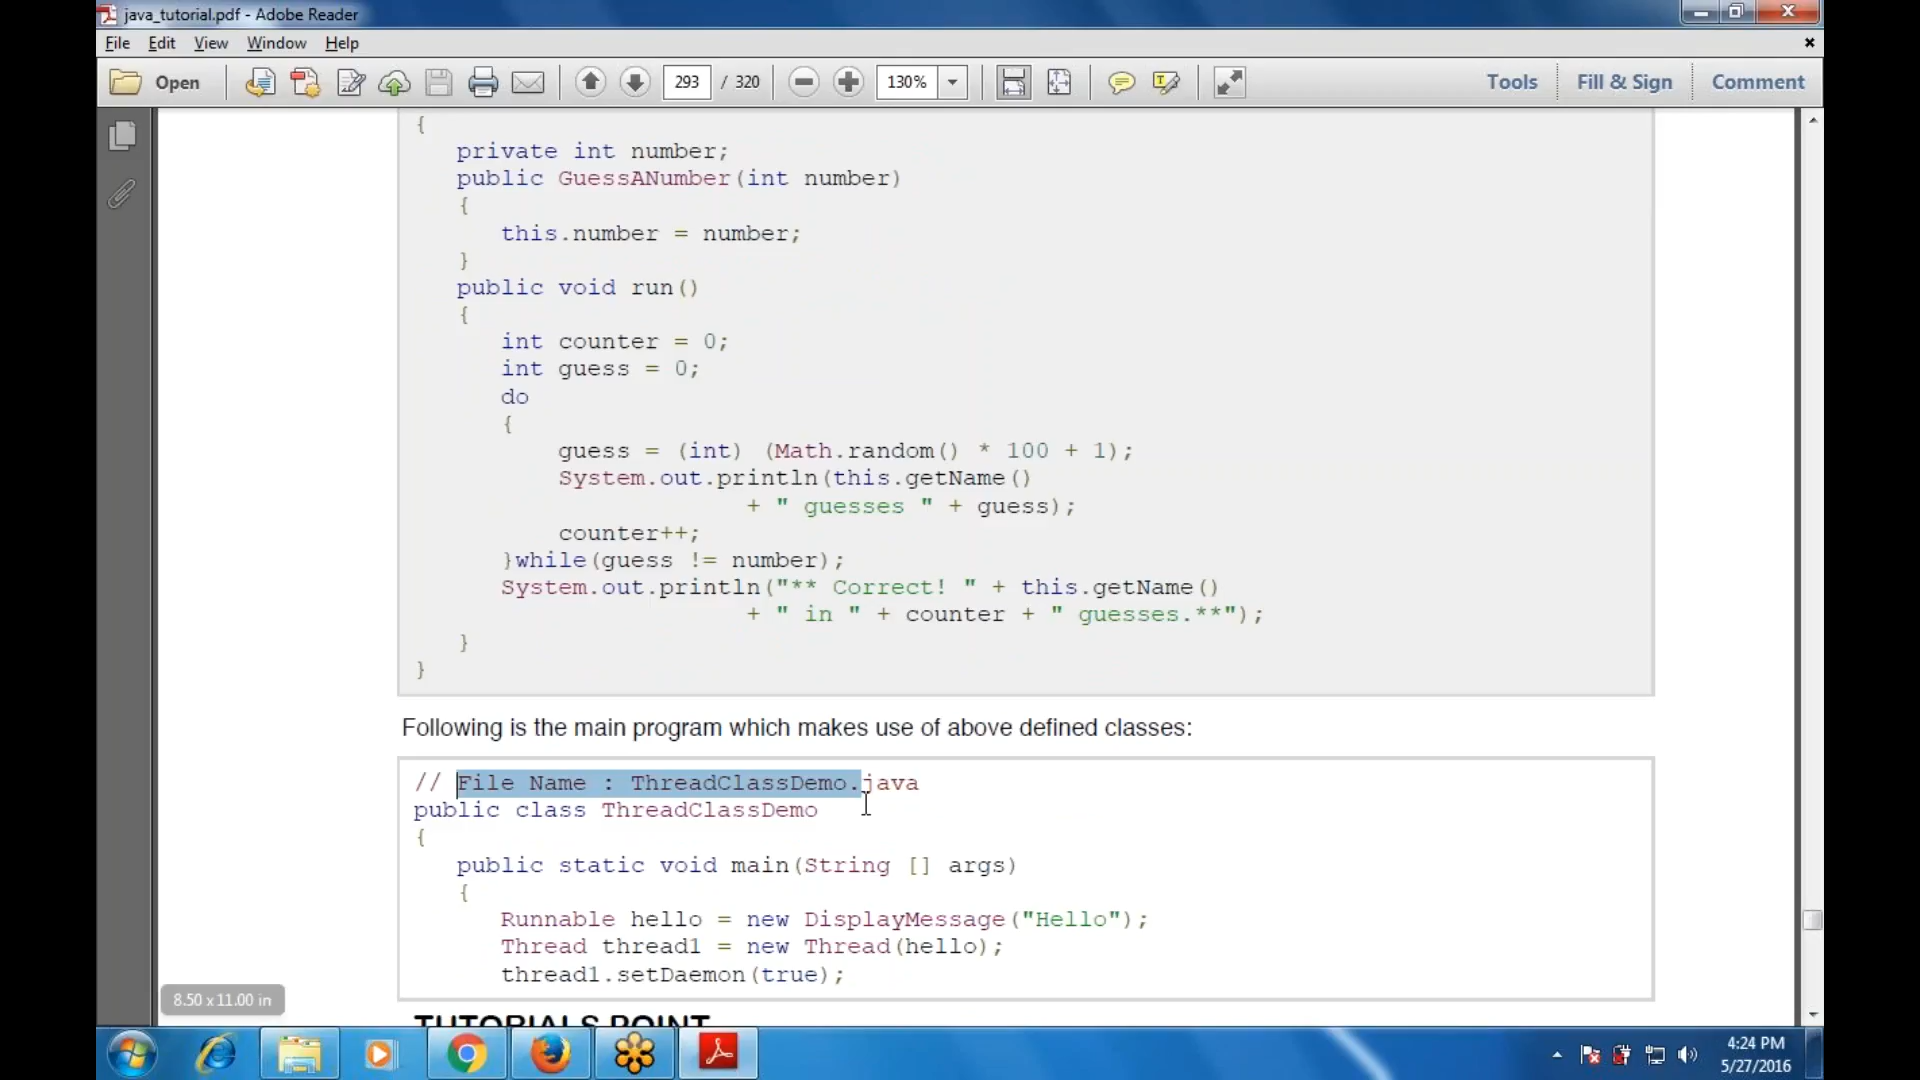 java_tutorial.pdf - Adobe Reader
File Edit View Window Help
Open 293 / 320 130% Tools Fill & Sign Comment
{
private int number;
public GuessANumber(int number)
{
this.number = number;
}
public void run()
{
int counter = 0;
int guess = 0;
do
{
guess = (int) (Math.random() * 100 + 1);
System.out.println(this.getName()
+ " guesses " + guess);
counter++;
}while(guess != number);
System.out.println("** Correct! " + this.getName()
+ " in " + counter + " guesses.**");
}
}
Following is the main program which makes use of above defined classes:
// File Name : ThreadClassDemo.java
public class ThreadClassDemo
{
public static void main(String [] args)
{
Runnable hello = new DisplayMessage("Hello");
Thread thread1 = new Thread(hello);
thread1.setDaemon(true);
8.50 x 11.00 in
TUTORIALS POINT
4:24 PM
5/27/2016